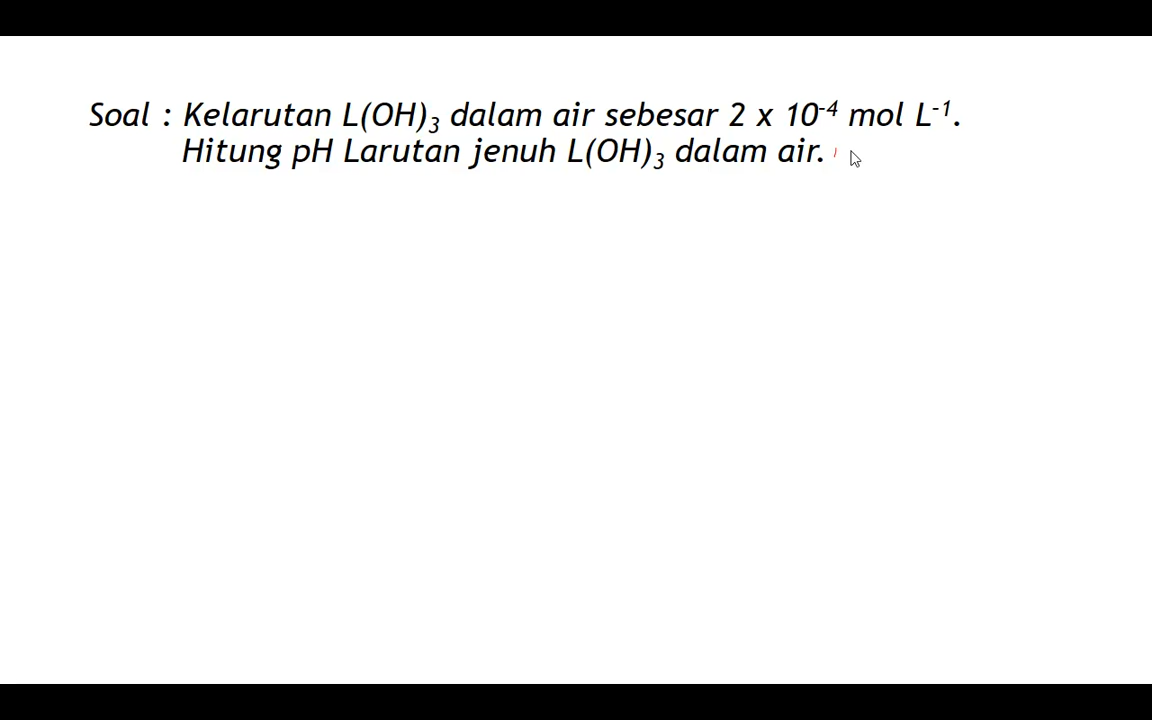 Soal : Kelarutan L(OH)₃ dalam air sebesar 2 x 10⁻⁴ mol L⁻¹.
Hitung pH Larutan jenuh L(OH)₃ dalam air.